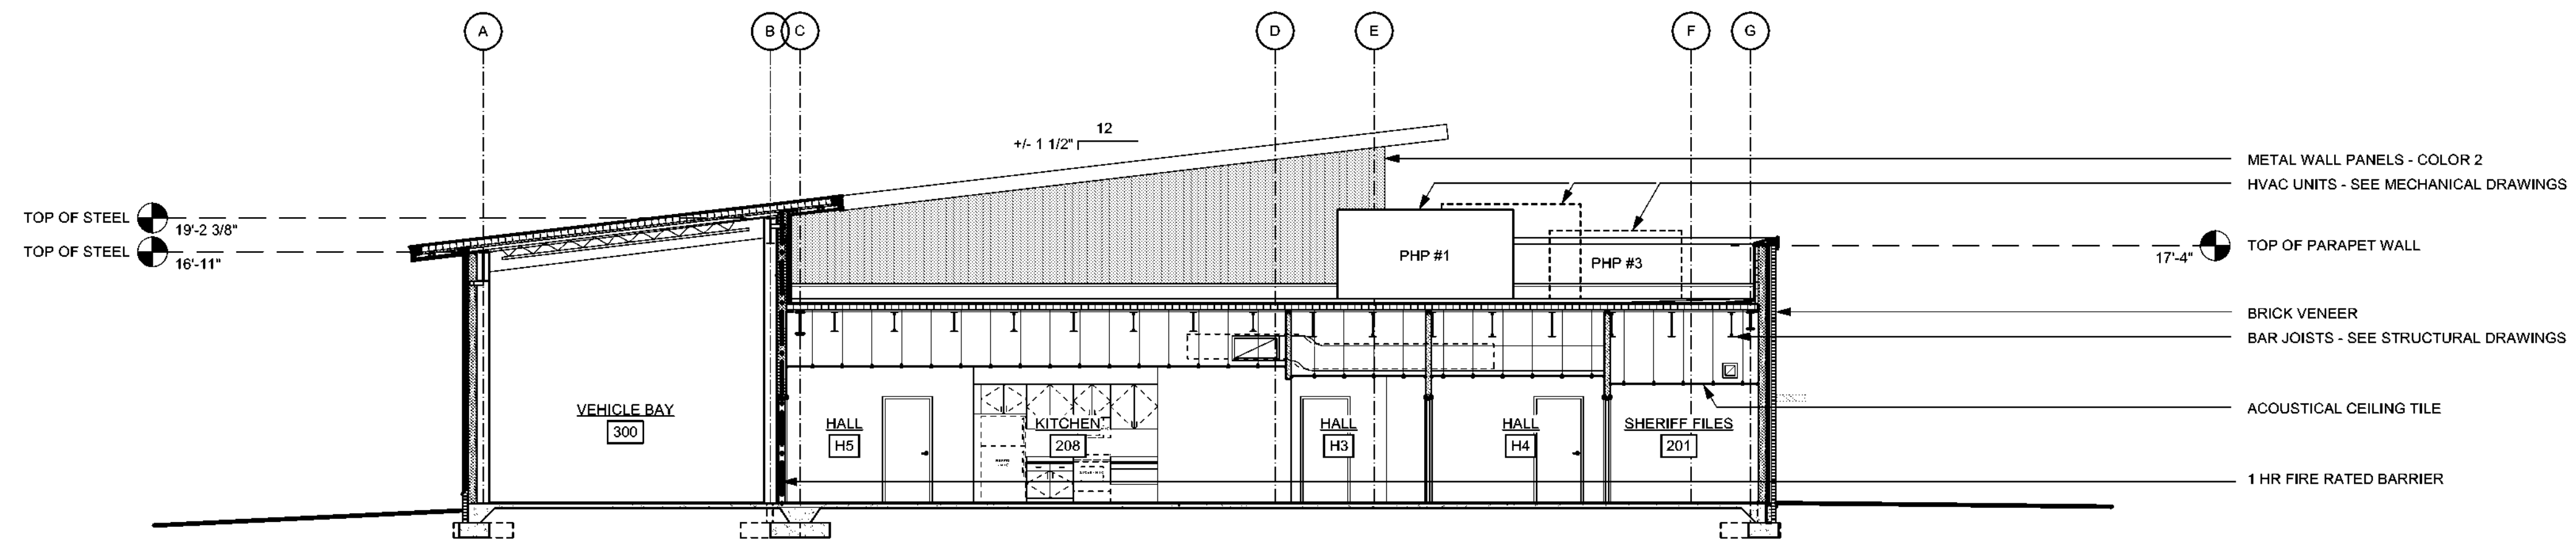 A
B
C
D
E
F
G
12
+/- 1 1/2"
METAL WALL PANELS - COLOR 2
HVAC UNITS - SEE MECHANICAL DRAWINGS
TOP OF STEEL
19'-2 3/8"
TOP OF STEEL
16'-11"
PHP #1
PHP #3
17'-4"
TOP OF PARAPET WALL
BRICK VENEER
BAR JOISTS - SEE STRUCTURAL DRAWINGS
ACOUSTICAL CEILING TILE
VEHICLE BAY
300
HALL
H5
KITCHEN
208
HALL
H3
HALL
H4
SHERIFF FILES
201
1 HR FIRE RATED BARRIER